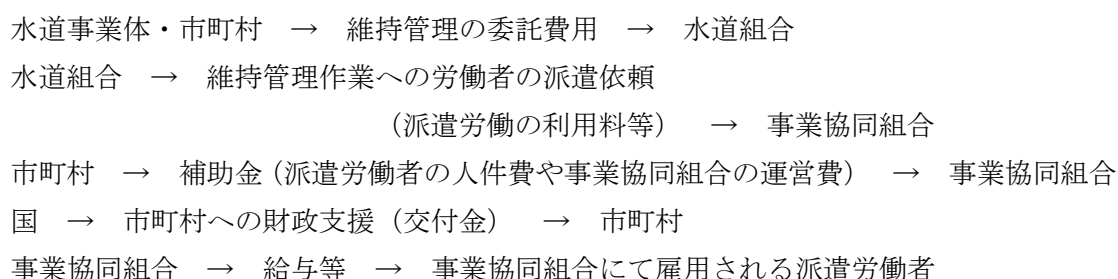 水道事業体・市町村　→　維持管理の委託費用　→　水道組合
水道組合　→　維持管理作業への労働者の派遣依頼
（派遣労働の利用料等）　→　事業協同組合
市町村　→　補助金（派遣労働者の人件費や事業協同組合の運営費）　→　事業協同組合
国　→　市町村への財政支援（交付金）　→　市町村
事業協同組合　→　給与等　→　事業協同組合にて雇用される派遣労働者